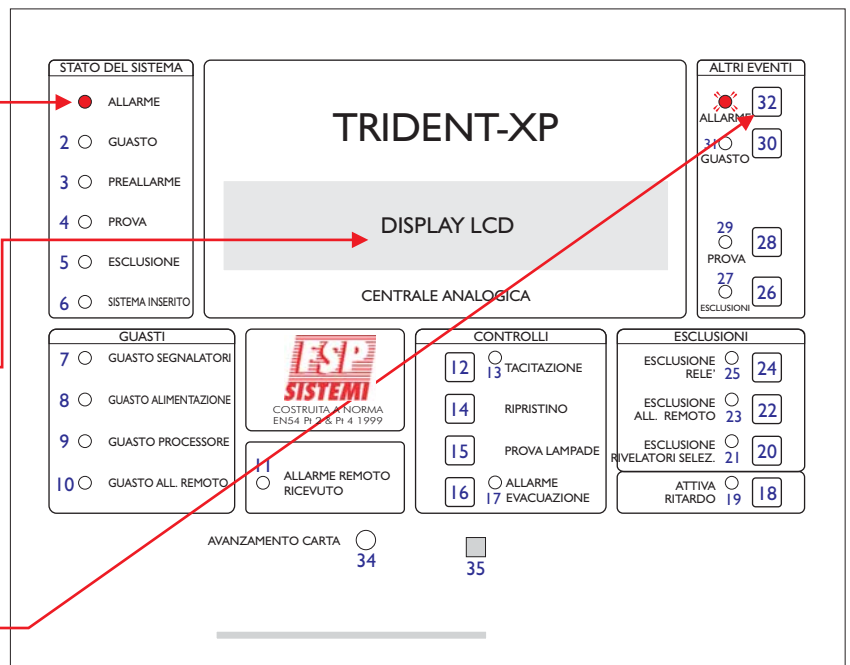 STATO DEL SISTEMA
ALLARME
2 GUASTO
3 PREALLARME
4 PROVA
5 ESCLUSIONE
6 SISTEMA INSERITO
TRIDENT-XP
DISPLAY LCD
CENTRALE ANALOGICA
ALTRI EVENTI
32
ALLARME
31 30
GUASTO
29
28
PROVA
27
26
ESCLUSIONI
GUASTI
7 GUASTO SEGNALATORI
8 GUASTO ALIMENTAZIONE
9 GUASTO PROCESSORE
10 GUASTO ALL. REMOTO
ESP
SISTEMI
COSTRUITA A NORMA
EN54 Pt 2 & Pt 4 1999
11
ALLARME REMOTO
RICEVUTO
CONTROLLI
12 13 TACITAZIONE
14 RIPRISTINO
15 PROVA LAMPADE
16 ALLARME
17 EVACUAZIONE
ESCLUSIONI
ESCLUSIONE
RELE' 25 24
ESCLUSIONE
ALL. REMOTO 23 22
ESCLUSIONE
RIVELATORI SELEZ. 21 20
ATTIVA
RITARDO 19 18
AVANZAMENTO CARTA
34
35